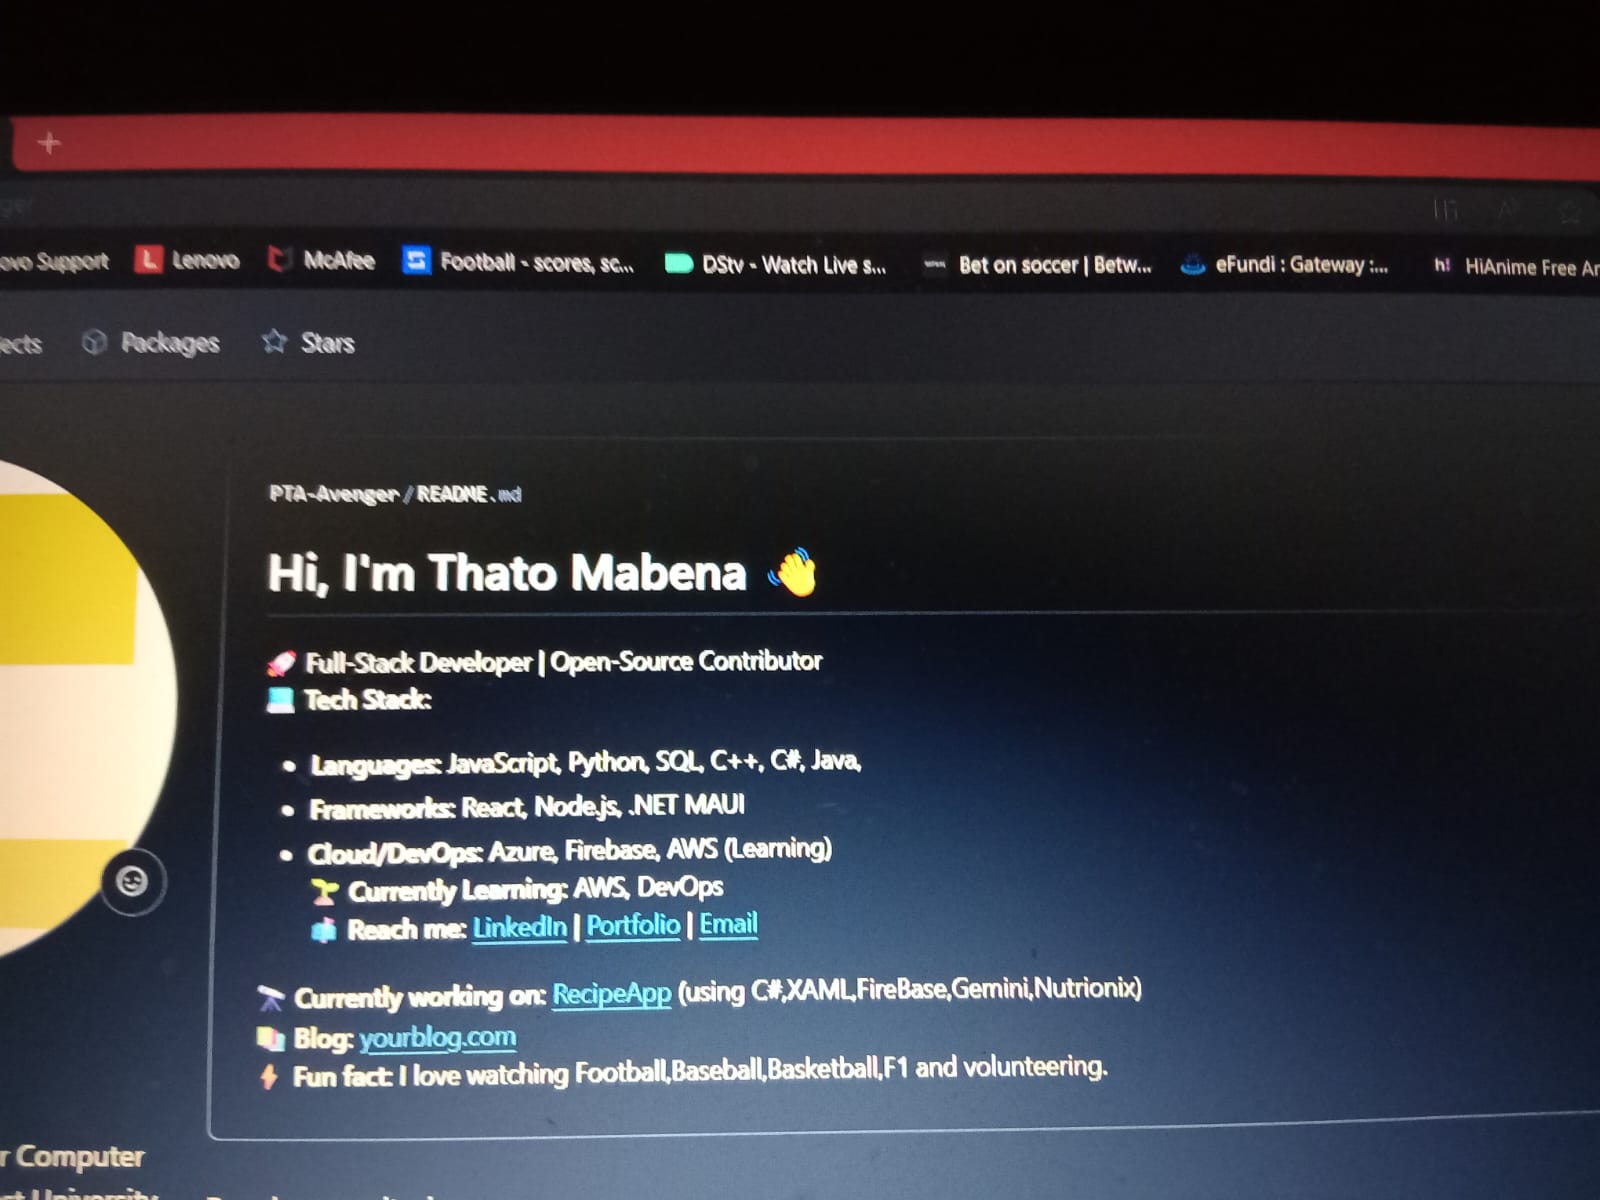 Support
Lenovo
McAfee
Football - scores, sc...
DStv - Watch Live s...
Bet on soccer | Betw...
eFundi : Gateway :...
h! HiAnime Free
Packages
Stars
PTA-Avenger / README.md
Hi, I'm Thato Mabena 👋
🚀 Full-Stack Developer | Open-Source Contributor
💻 Tech Stack:
• Languages: JavaScript, Python, SQL, C++, C#, Java,
• Frameworks: React, Node.js, .NET MAUI
• Cloud/DevOps: Azure, Firebase, AWS (Learning)
🌱 Currently Learning: AWS, DevOps
📫 Reach me: LinkedIn | Portfolio | Email
🔭 Currently working on: RecipeApp (using C#,XAML,FireBase,Gemini,Nutrionix)
📚 Blog: yourblog.com
⚡ Fun fact: I love watching Football,Baseball,Basketball,F1 and volunteering.
Computer
University